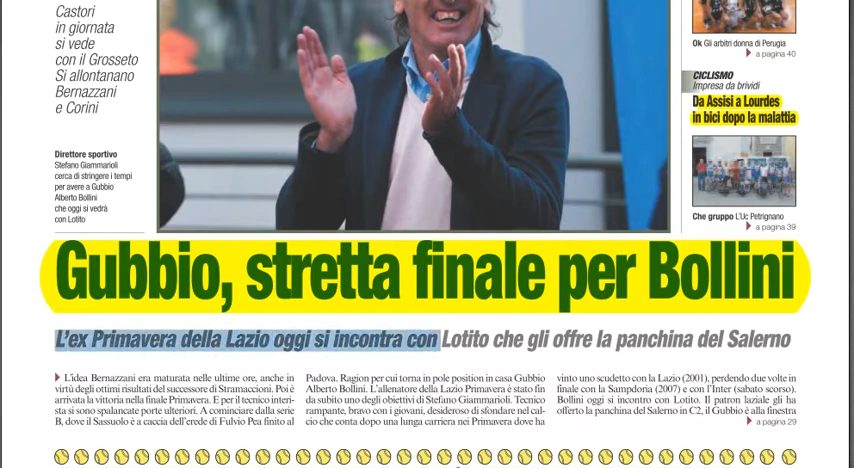 Castori
in giornata
si vede
con il Grosseto
Si allontanano
Bernazzani
e Corini
Direttore sportivo
Stefano Giammarioli
cerca di stringere i tempi
per avere a Gubbio
Alberto Bollini
che oggi si vedrà
con Lotito
Ok Gli arbitri donna di Perugia
a pagina 40
CICLISMO
Impresa da brividi
Da Assisi a Lourdes
in bici dopo la malattia
Che gruppo L'Uc Petrignano
a pagina 39
Gubbio, stretta finale per Bollini
L'ex Primavera della Lazio oggi si incontra con Lotito che gli offre la panchina del Salerno
L'idea Bernazzani era maturata nelle ultime ore, anche in
virtù degli ottimi risultati del successore di Stramaccioni. Poi è
arrivata la vittoria nella finale Primavera. E per il tecnico interi-
sta si sono spalancate porte ulteriori. A cominciare dalla serie
B, dove il Sassuolo è a caccia dell'erede di Fulvio Pea finito al
Padova. Ragion per cui torna in pole position in casa Gubbio
Alberto Bollini. L'allenatore della Lazio Primavera è stato fin
da subito uno degli obiettivi di Stefano Giammarioli. Tecnico
rampante, bravo con i giovani, desideroso di sfondare nel cal-
cio che conta dopo una lunga carriera nei Primavera dove ha
vinto uno scudetto con la Lazio (2001), perdendo due volte in
finale con la Sampdoria (2007) e con l'Inter (sabato scorso).
Bollini oggi si incontro con Lotito. Il patron laziale gli ha
offerto la panchina del Salerno in C2, il Gubbio è alla finestra
a pagina 29